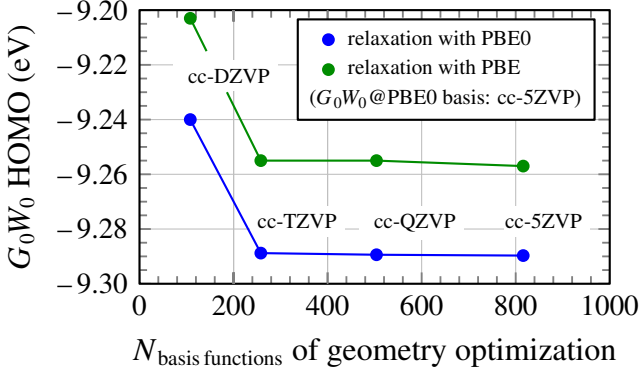 −9.20
−9.22
−9.24
−9.26
−9.28
−9.30
G₀W₀ HOMO (eV)
relaxation with PBE0
relaxation with PBE
(G₀W₀@PBE0 basis: cc-5ZVP)
cc-DZVP
cc-TZVP cc-QZVP cc-5ZVP
0 200 400 600 800 1000
N basis functions of geometry optimization